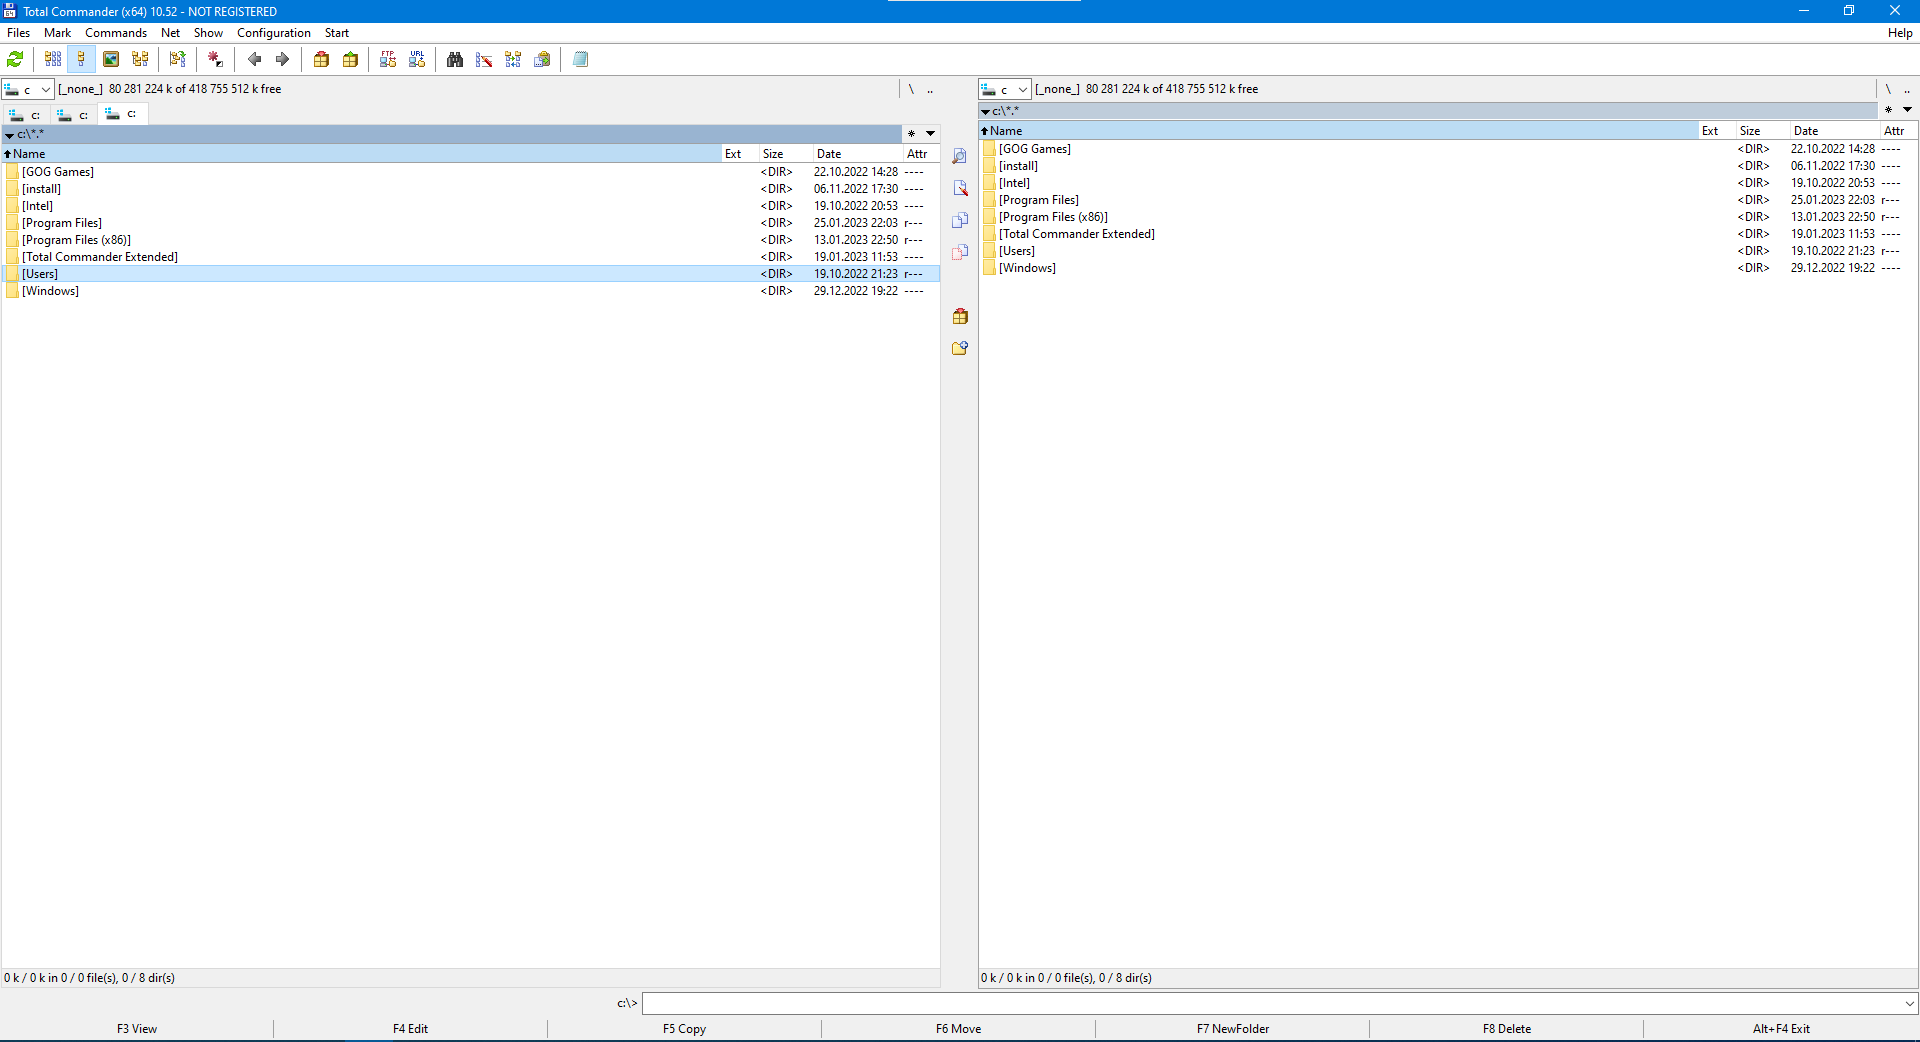 Total Commander (x64) 10.52 - NOT REGISTERED
Files Mark Commands Net Show Configuration Start Help
FTP URL
c [_none_] 80 281 224 k of 418 755 512 k free \ ..
c: c: c:
c:\*.* * 
Name Ext Size Date Attr
[GOG Games] <DIR> 22.10.2022 14:28 ----
[install] <DIR> 06.11.2022 17:30 ----
[Intel] <DIR> 19.10.2022 20:53 ----
[Program Files] <DIR> 25.01.2023 22:03 r---
[Program Files (x86)] <DIR> 13.01.2023 22:50 r---
[Total Commander Extended] <DIR> 19.01.2023 11:53 ----
[Users] <DIR> 19.10.2022 21:23 r---
[Windows] <DIR> 29.12.2022 19:22 ----
0 k / 0 k in 0 / 0 file(s), 0 / 8 dir(s)
c [_none_] 80 281 224 k of 418 755 512 k free \ ..
c:\*.* *
Name Ext Size Date Attr
[GOG Games] <DIR> 22.10.2022 14:28 ----
[install] <DIR> 06.11.2022 17:30 ----
[Intel] <DIR> 19.10.2022 20:53 ----
[Program Files] <DIR> 25.01.2023 22:03 r---
[Program Files (x86)] <DIR> 13.01.2023 22:50 r---
[Total Commander Extended] <DIR> 19.01.2023 11:53 ----
[Users] <DIR> 19.10.2022 21:23 r---
[Windows] <DIR> 29.12.2022 19:22 ----
0 k / 0 k in 0 / 0 file(s), 0 / 8 dir(s)
c:\>
F3 View F4 Edit F5 Copy F6 Move F7 NewFolder F8 Delete Alt+F4 Exit